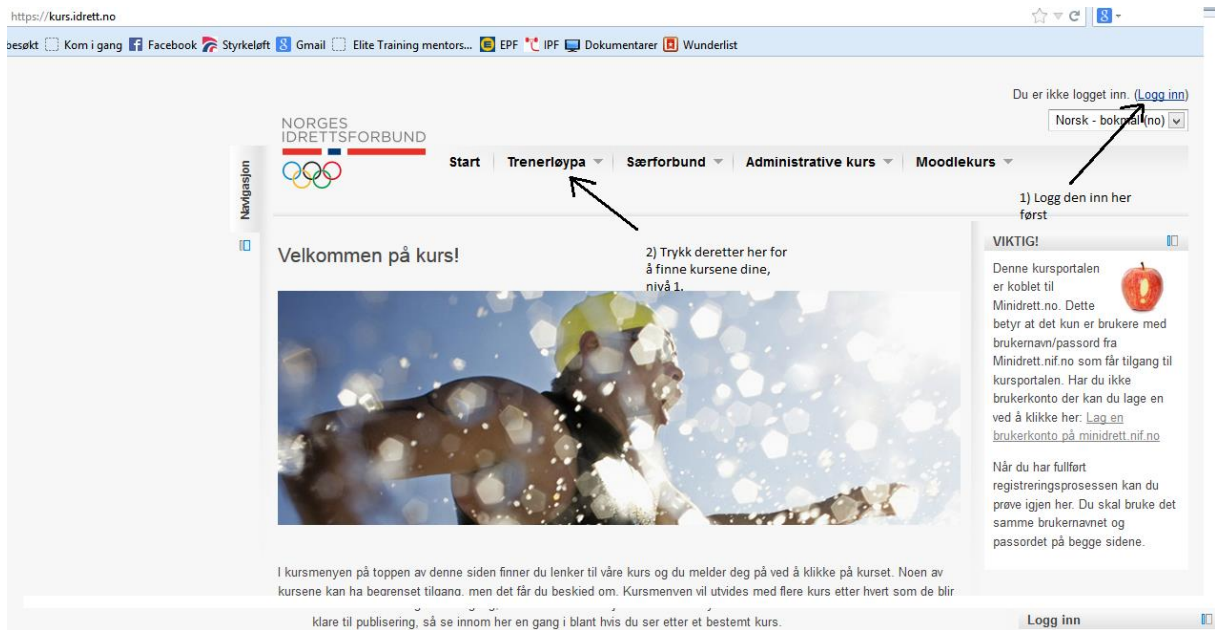 https://kurs.idrett.no
besøkt Kom i gang Facebook Styrkeløft Gmail Elite Training mentors... EPF IPF Dokumentarer Wunderlist
Du er ikke logget inn. (Logg inn)
Norsk - bokmål (no)
NORGES
IDRETTSFORBUND
Start Trenerløypa Særforbund Administrative kurs Moodlekurs
Navigasjon
1) Logg den inn her
først
2) Trykk deretter her for
å finne kursene dine,
nivå 1.
Velkommen på kurs!
VIKTIG!
Denne kursportalen
er koblet til
Minidrett.no. Dette
betyr at det kun er brukere med
brukernavn/passord fra
Minidrett.nif.no som får tilgang til
kursportalen. Har du ikke
brukerkonto der kan du lage en
ved å klikke her: Lag en
brukerkonto på minidrett.nif.no
Når du har fullført
registreringsprosessen kan du
prøve igjen her. Du skal bruke det
samme brukernavnet og
passordet på begge sidene.
I kursmenyen på toppen av denne siden finner du lenker til våre kurs og du melder deg på ved å klikke på kurset. Noen av
kursene kan ha begrenset tilgang, men det får du beskjed om. Kursmenyen vil utvides med flere kurs etter hvert som de blir
klare til publisering, så se innom her en gang i blant hvis du ser etter et bestemt kurs.
Logg inn